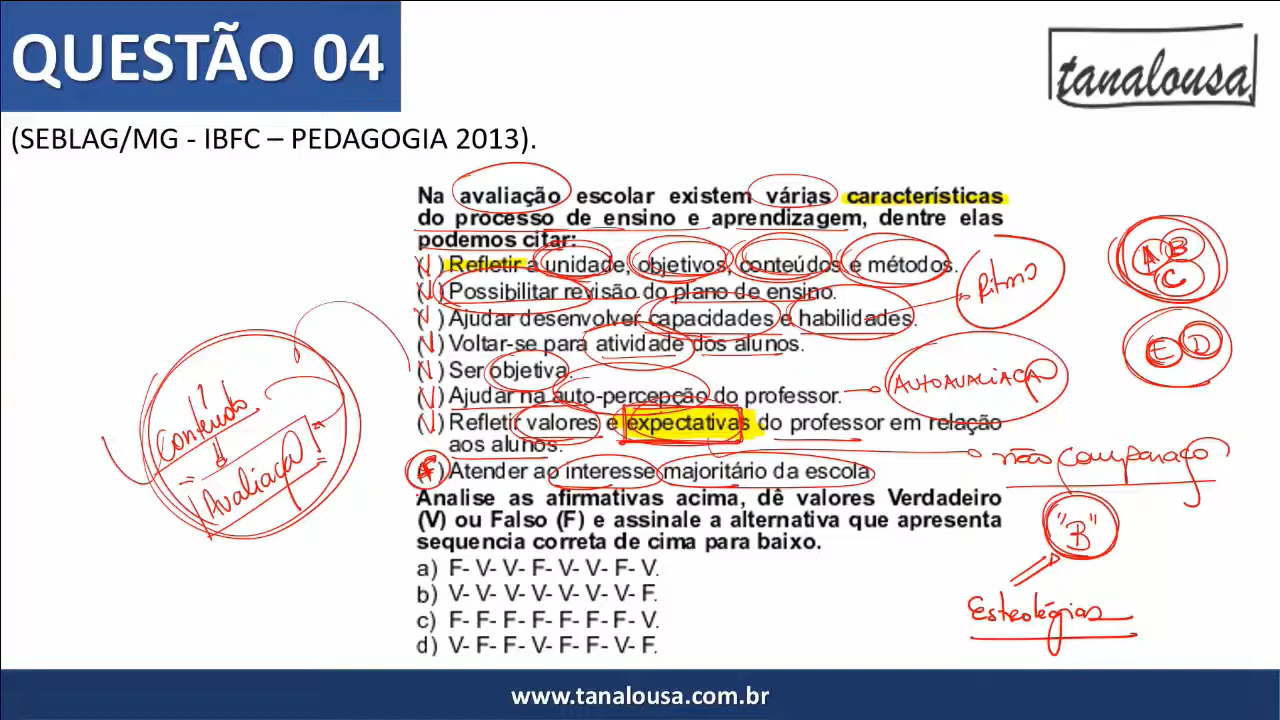 QUESTÃO 04
tanalousa
(SEBLAG/MG - IBFC – PEDAGOGIA 2013).
Na avaliação escolar existem várias características
do processo de ensino e aprendizagem, dentre elas
podemos citar:
(V) Refletir a unidade, objetivos, conteúdos e métodos.
(V) Possibilitar revisão do plano de ensino.
(V) Ajudar desenvolver capacidades e habilidades.
(V) Voltar-se para atividade dos alunos.
(V) Ser objetiva.
(V) Ajudar na auto-percepção do professor.
(V) Refletir valores e expectativas do professor em relação
aos alunos.
(F) Atender ao interesse majoritário da escola
Analise as afirmativas acima, dê valores Verdadeiro
(V) ou Falso (F) e assinale a alternativa que apresenta
sequencia correta de cima para baixo.
a) F- V- V- F- V- V- F- V.
b) V- V- V- V- V- V- V- F.
c) F- F- F- F- F- F- F- V.
d) V- F- F- V- F- F- V- F.
Ritmo
AUTOAVALIAÇÃO
não comparação
"B"
Estratégias
A B
C
E D
Conteúdo
Avaliação
www.tanalousa.com.br